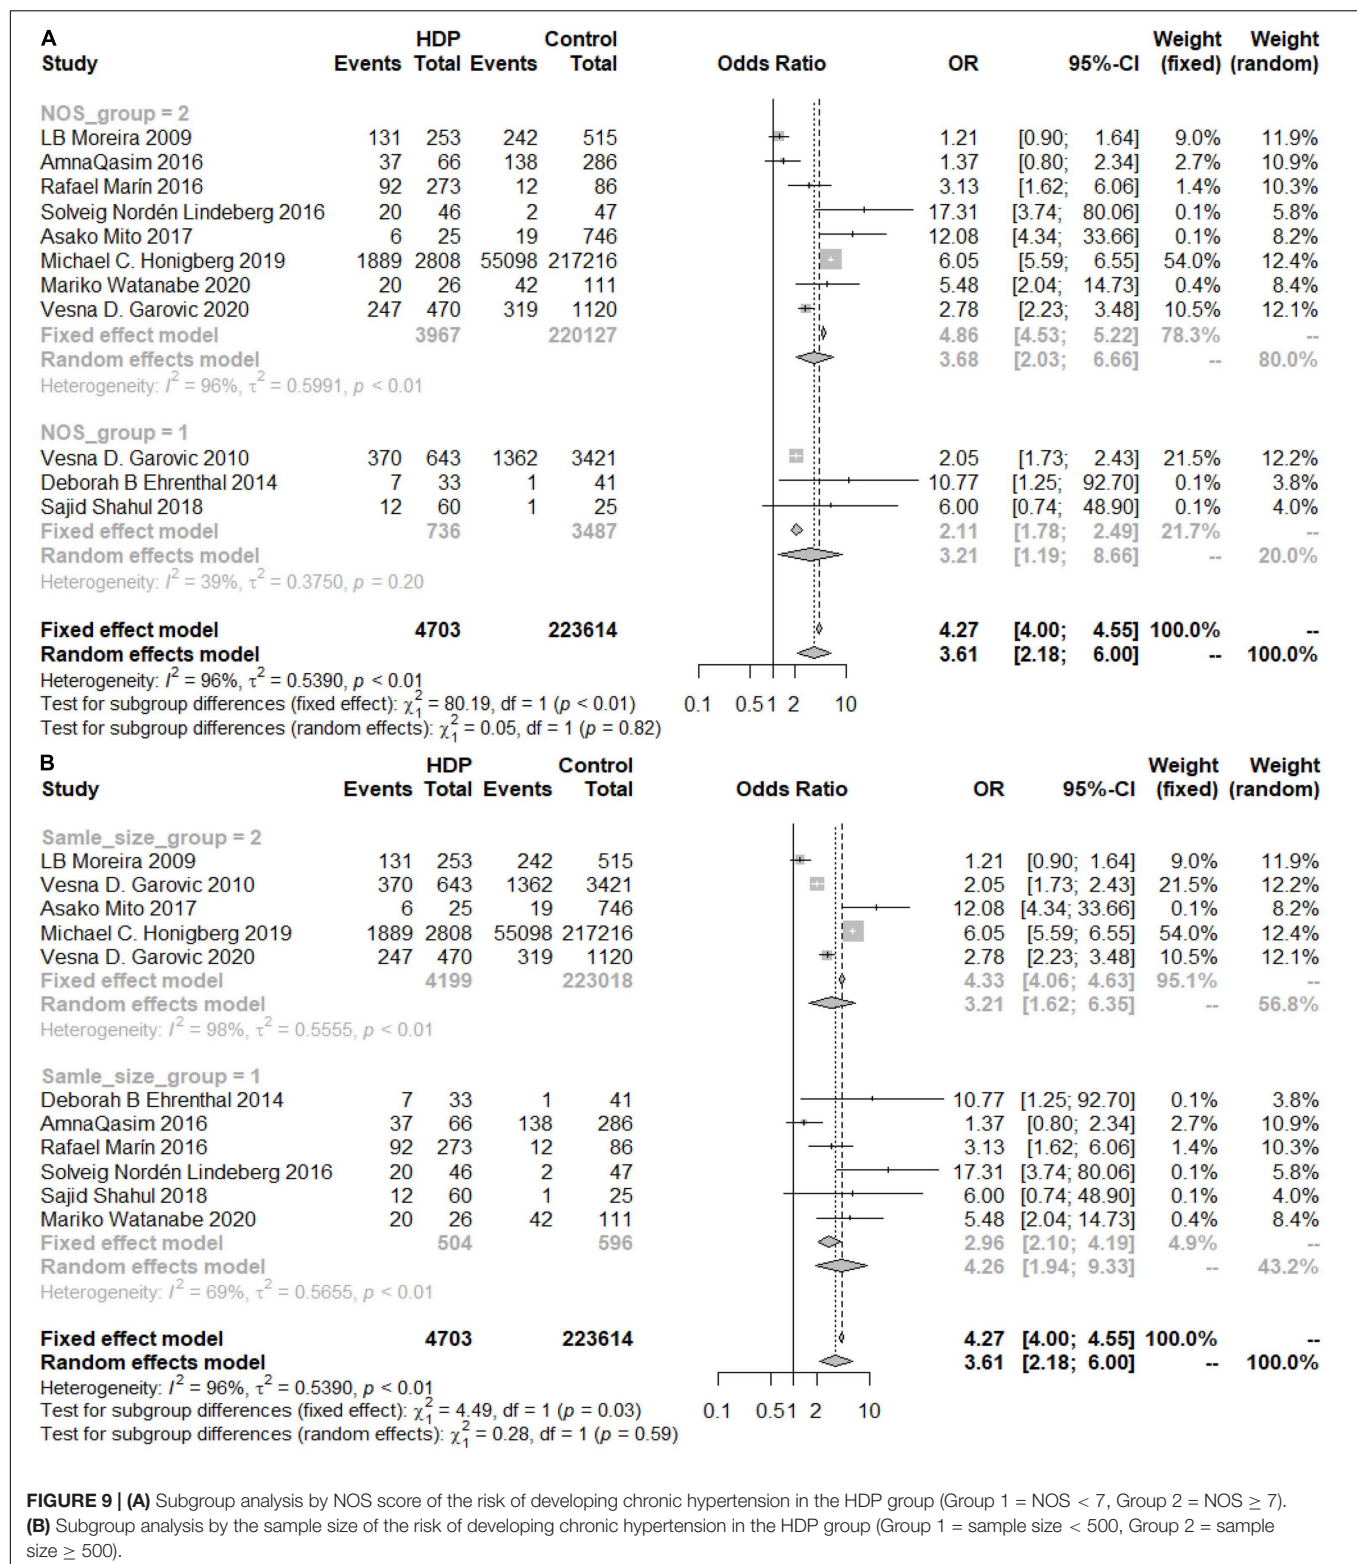 A HDP Control Weight Weight
Study Events Total Events Total Odds Ratio OR 95%-CI (fixed) (random)
NOS_group = 2
LB Moreira 2009 131 253 242 515 1.21 [0.90; 1.64] 9.0% 11.9%
AmnaQasim 2016 37 66 138 286 1.37 [0.80; 2.34] 2.7% 10.9%
Rafael Marín 2016 92 273 12 86 3.13 [1.62; 6.06] 1.4% 10.3%
Solveig Nordén Lindeberg 2016 20 46 2 47 17.31 [3.74; 80.06] 0.1% 5.8%
Asako Mito 2017 6 25 19 746 12.08 [4.34; 33.66] 0.1% 8.2%
Michael C. Honigberg 2019 1889 2808 55098 217216 6.05 [5.59; 6.55] 54.0% 12.4%
Mariko Watanabe 2020 20 26 42 111 5.48 [2.04; 14.73] 0.4% 8.4%
Vesna D. Garovic 2020 247 470 319 1120 2.78 [2.23; 3.48] 10.5% 12.1%
Fixed effect model 3967 220127 4.86 [4.53; 5.22] 78.3% --
Random effects model 3.68 [2.03; 6.66] -- 80.0%
Heterogeneity: I² = 96%, τ² = 0.5991, p < 0.01
NOS_group = 1
Vesna D. Garovic 2010 370 643 1362 3421 2.05 [1.73; 2.43] 21.5% 12.2%
Deborah B Ehrenthal 2014 7 33 1 41 10.77 [1.25; 92.70] 0.1% 3.8%
Sajid Shahul 2018 12 60 1 25 6.00 [0.74; 48.90] 0.1% 4.0%
Fixed effect model 736 3487 2.11 [1.78; 2.49] 21.7% --
Random effects model 3.21 [1.19; 8.66] -- 20.0%
Heterogeneity: I² = 39%, τ² = 0.3750, p = 0.20
Fixed effect model 4703 223614 4.27 [4.00; 4.55] 100.0% --
Random effects model 3.61 [2.18; 6.00] -- 100.0%
Heterogeneity: I² = 96%, τ² = 0.5390, p < 0.01
Test for subgroup differences (fixed effect): χ²₁ = 80.19, df = 1 (p < 0.01) 0.1 0.5 1 2 10
Test for subgroup differences (random effects): χ²₁ = 0.05, df = 1 (p = 0.82)
B HDP Control Weight Weight
Study Events Total Events Total Odds Ratio OR 95%-CI (fixed) (random)
Samle_size_group = 2
LB Moreira 2009 131 253 242 515 1.21 [0.90; 1.64] 9.0% 11.9%
Vesna D. Garovic 2010 370 643 1362 3421 2.05 [1.73; 2.43] 21.5% 12.2%
Asako Mito 2017 6 25 19 746 12.08 [4.34; 33.66] 0.1% 8.2%
Michael C. Honigberg 2019 1889 2808 55098 217216 6.05 [5.59; 6.55] 54.0% 12.4%
Vesna D. Garovic 2020 247 470 319 1120 2.78 [2.23; 3.48] 10.5% 12.1%
Fixed effect model 4199 223018 4.33 [4.06; 4.63] 95.1% --
Random effects model 3.21 [1.62; 6.35] -- 56.8%
Heterogeneity: I² = 98%, τ² = 0.5555, p < 0.01
Samle_size_group = 1
Deborah B Ehrenthal 2014 7 33 1 41 10.77 [1.25; 92.70] 0.1% 3.8%
AmnaQasim 2016 37 66 138 286 1.37 [0.80; 2.34] 2.7% 10.9%
Rafael Marín 2016 92 273 12 86 3.13 [1.62; 6.06] 1.4% 10.3%
Solveig Nordén Lindeberg 2016 20 46 2 47 17.31 [3.74; 80.06] 0.1% 5.8%
Sajid Shahul 2018 12 60 1 25 6.00 [0.74; 48.90] 0.1% 4.0%
Mariko Watanabe 2020 20 26 42 111 5.48 [2.04; 14.73] 0.4% 8.4%
Fixed effect model 504 596 2.96 [2.10; 4.19] 4.9% --
Random effects model 4.26 [1.94; 9.33] -- 43.2%
Heterogeneity: I² = 69%, τ² = 0.5655, p < 0.01
Fixed effect model 4703 223614 4.27 [4.00; 4.55] 100.0% --
Random effects model 3.61 [2.18; 6.00] -- 100.0%
Heterogeneity: I² = 96%, τ² = 0.5390, p < 0.01
Test for subgroup differences (fixed effect): χ²₁ = 4.49, df = 1 (p = 0.03) 0.1 0.5 1 2 10
Test for subgroup differences (random effects): χ²₁ = 0.28, df = 1 (p = 0.59)
FIGURE 9 | (A) Subgroup analysis by NOS score of the risk of developing chronic hypertension in the HDP group (Group 1 = NOS < 7, Group 2 = NOS ≥ 7).
(B) Subgroup analysis by the sample size of the risk of developing chronic hypertension in the HDP group (Group 1 = sample size < 500, Group 2 = sample
size ≥ 500).